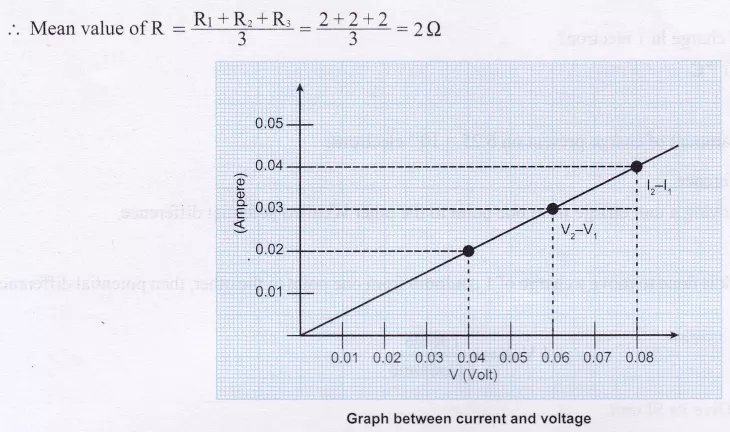 ∴ Mean value of R = (R₁ + R₂ + R₃)/3 = (2 + 2 + 2)/3 = 2 Ω
0.05
0.04
0.03
0.02
0.01
(Ampere)
I₂–I₁
V₂–V₁
0.01 0.02 0.03 0.04 0.05 0.06 0.07 0.08
V (Volt)
Graph between current and voltage